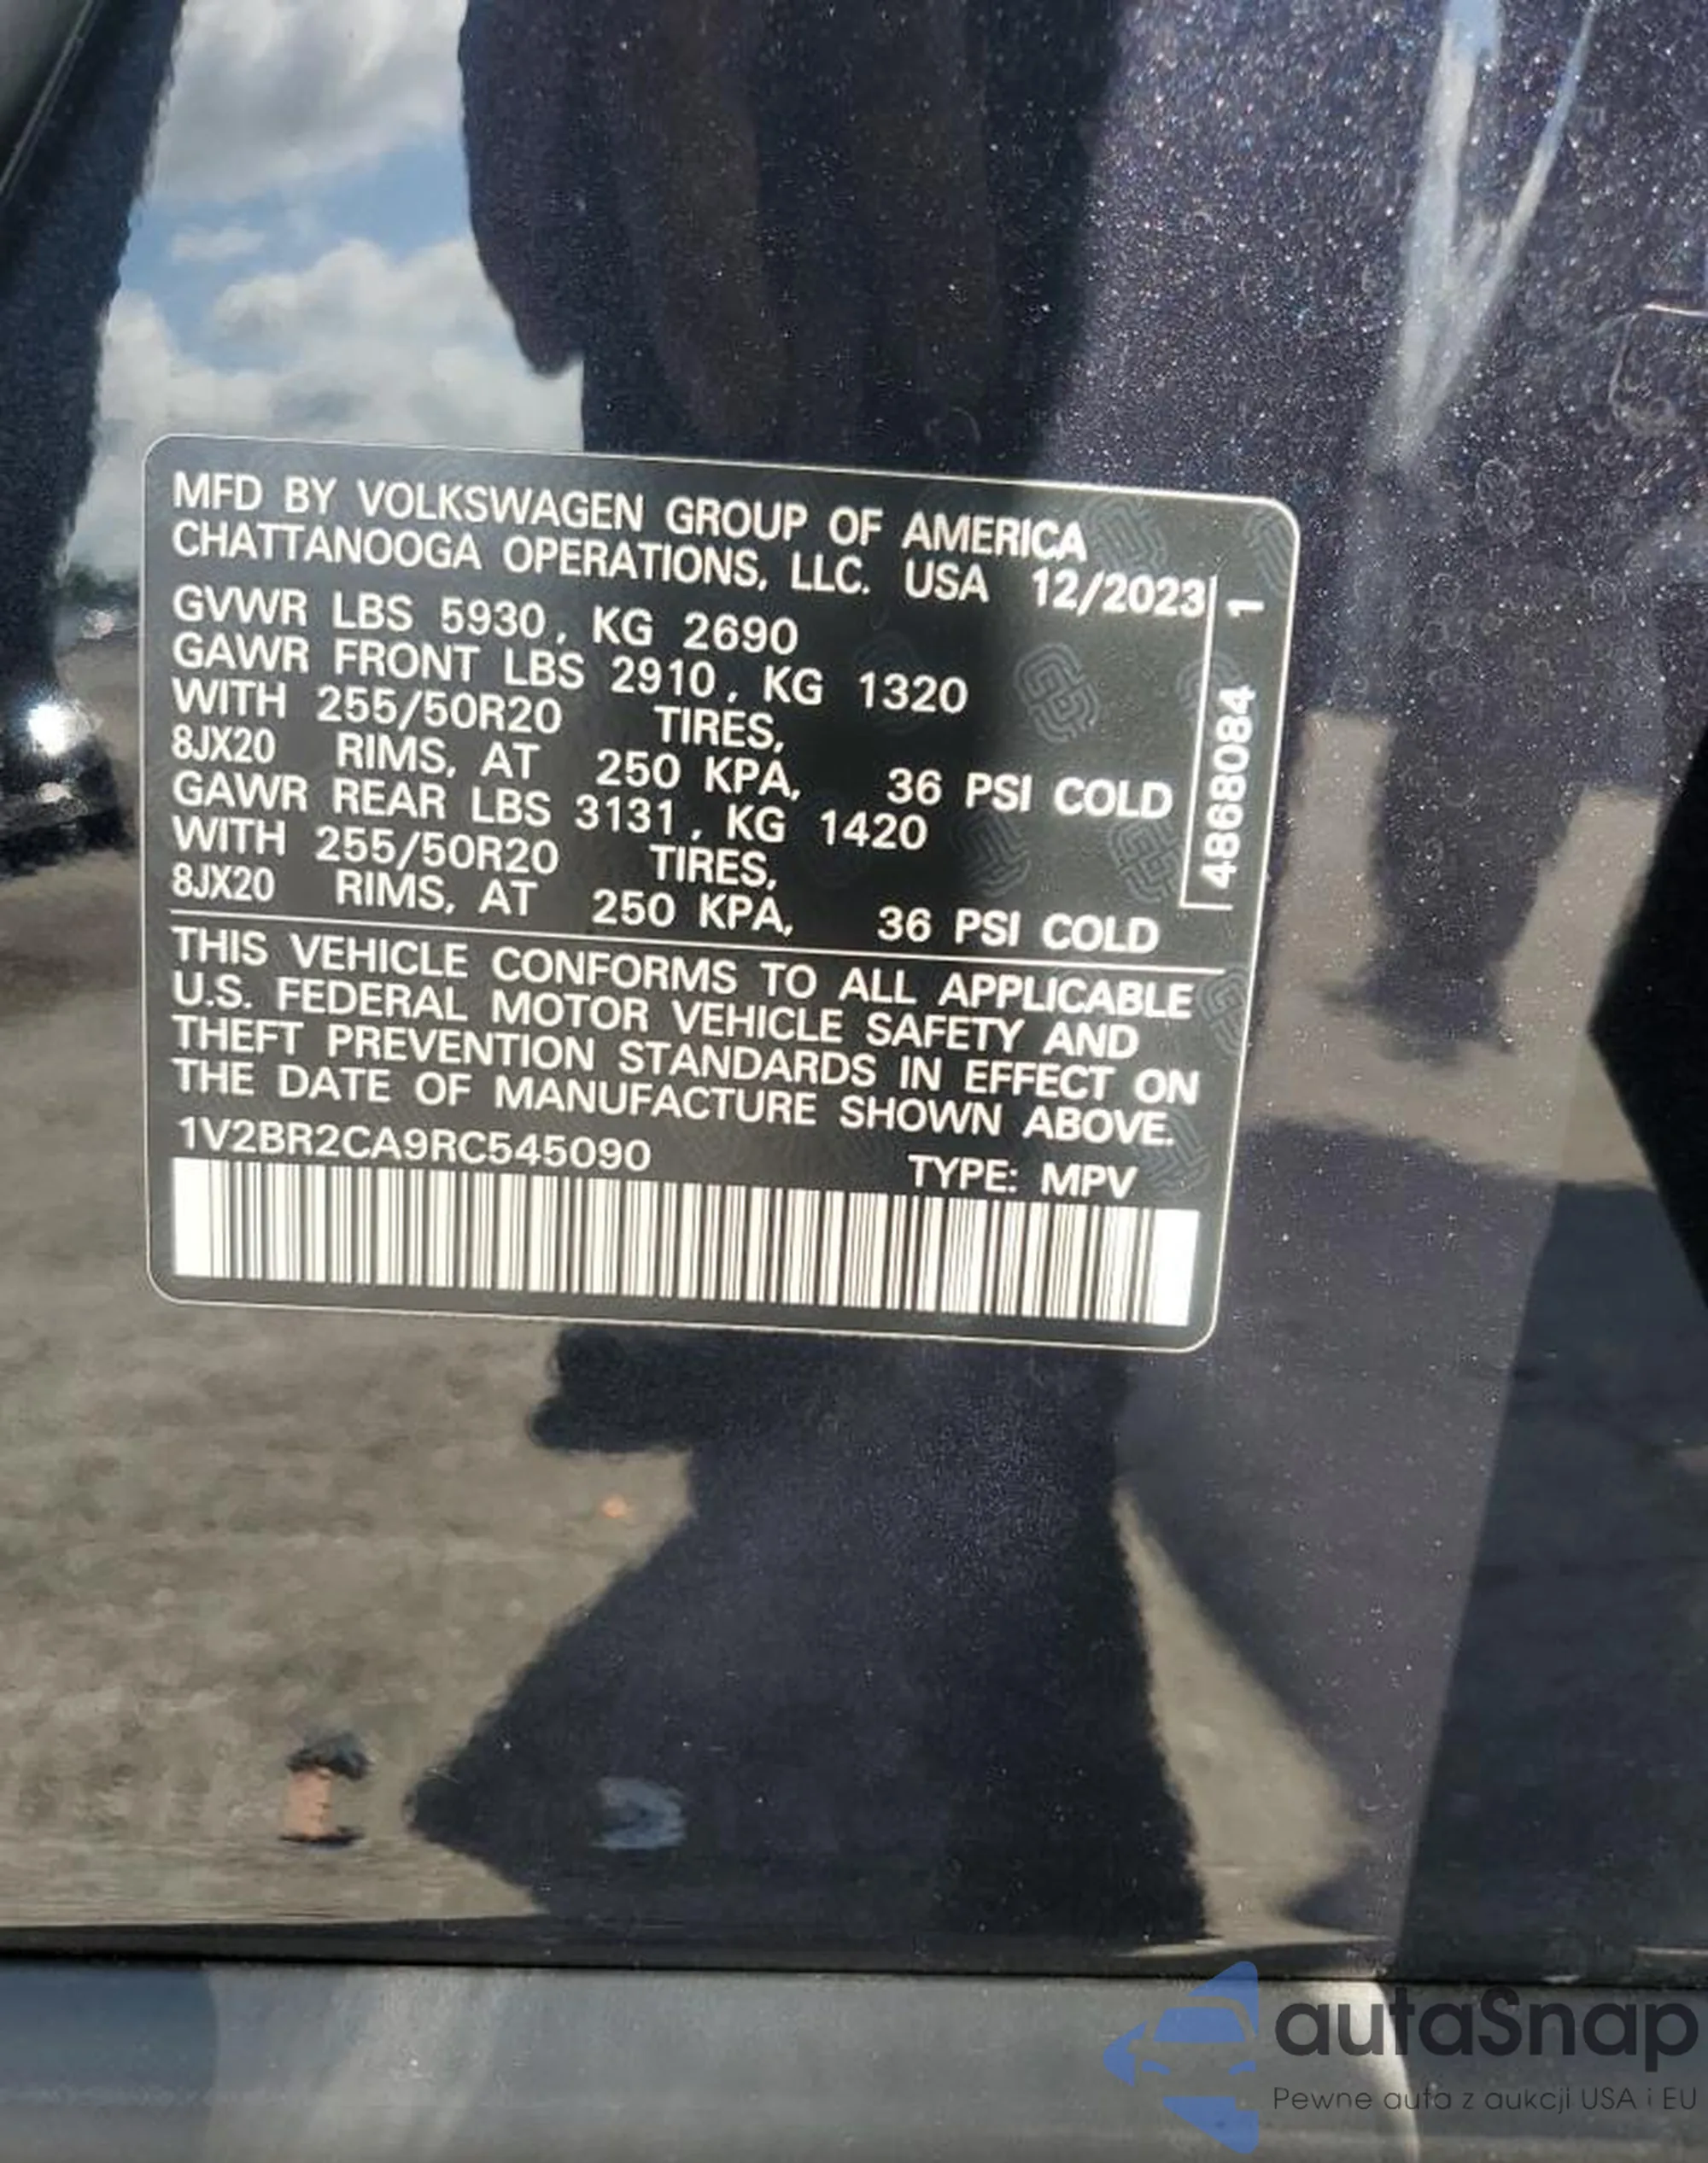 MFD BY VOLKSWAGEN GROUP OF AMERICA
CHATTANOOGA OPERATIONS, LLC. USA 12/2023
GVWR LBS 5930, KG 2690
GAWR FRONT LBS 2910, KG 1320
WITH 255/50R20 TIRES,
8JX20 RIMS, AT 250 KPA, 36 PSI COLD
GAWR REAR LBS 3131, KG 1420
WITH 255/50R20 TIRES,
8JX20 RIMS, AT 250 KPA, 36 PSI COLD
4868084 1
THIS VEHICLE CONFORMS TO ALL APPLICABLE
U.S. FEDERAL MOTOR VEHICLE SAFETY AND
THEFT PREVENTION STANDARDS IN EFFECT ON
THE DATE OF MANUFACTURE SHOWN ABOVE.
1V2BR2CA9RC545090 TYPE: MPV
autaSnap
Pewne auta z aukcji USA i EU